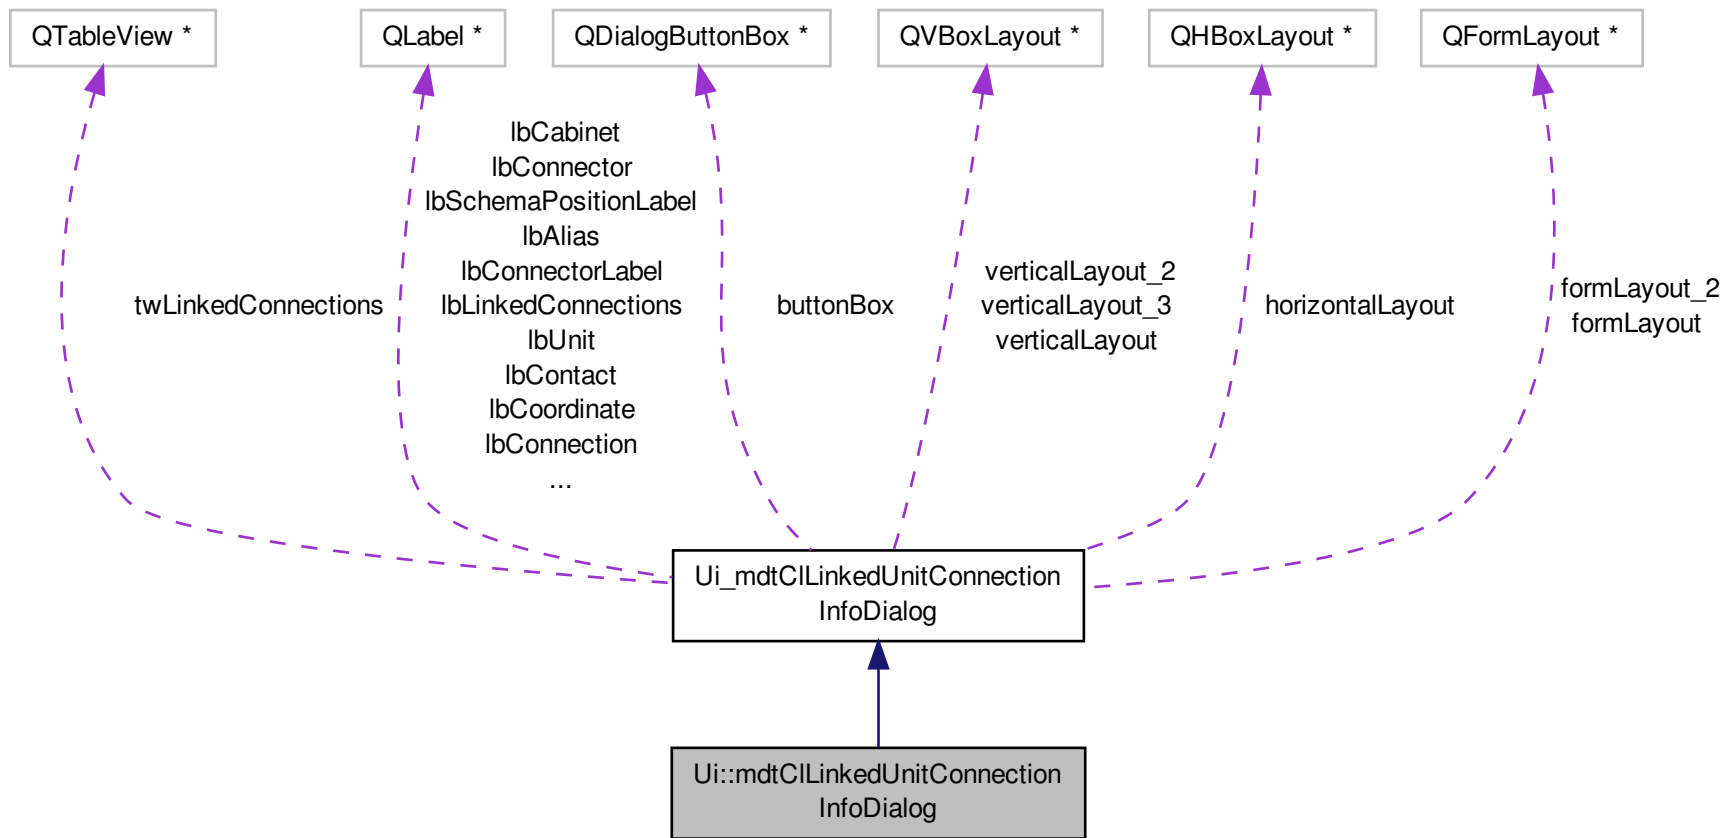 QTableView *
QLabel *
QDialogButtonBox *
QVBoxLayout *
QHBoxLayout *
QFormLayout *
lbCabinet
lbConnector
lbSchemaPositionLabel
lbAlias
lbConnectorLabel
lbLinkedConnections
lbUnit
lbContact
lbCoordinate
lbConnection
...
twLinkedConnections
buttonBox
verticalLayout_2
verticalLayout_3
verticalLayout
horizontalLayout
formLayout_2
formLayout
Ui_mdtClLinkedUnitConnection
InfoDialog
Ui::mdtClLinkedUnitConnection
InfoDialog